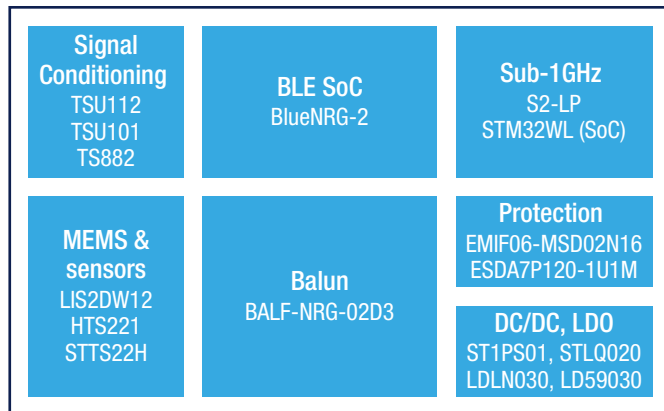 Signal
Conditioning
TSU112
TSU101
TS882
BLE SoC
BlueNRG-2
Sub-1GHz
S2-LP
STM32WL (SoC)
MEMS &
sensors
LIS2DW12
HTS221
STTS22H
Balun
BALF-NRG-02D3
Protection
EMIF06-MSD02N16
ESDA7P120-1U1M
DC/DC, LDO
ST1PS01, STLQ020
LDLN030, LD59030